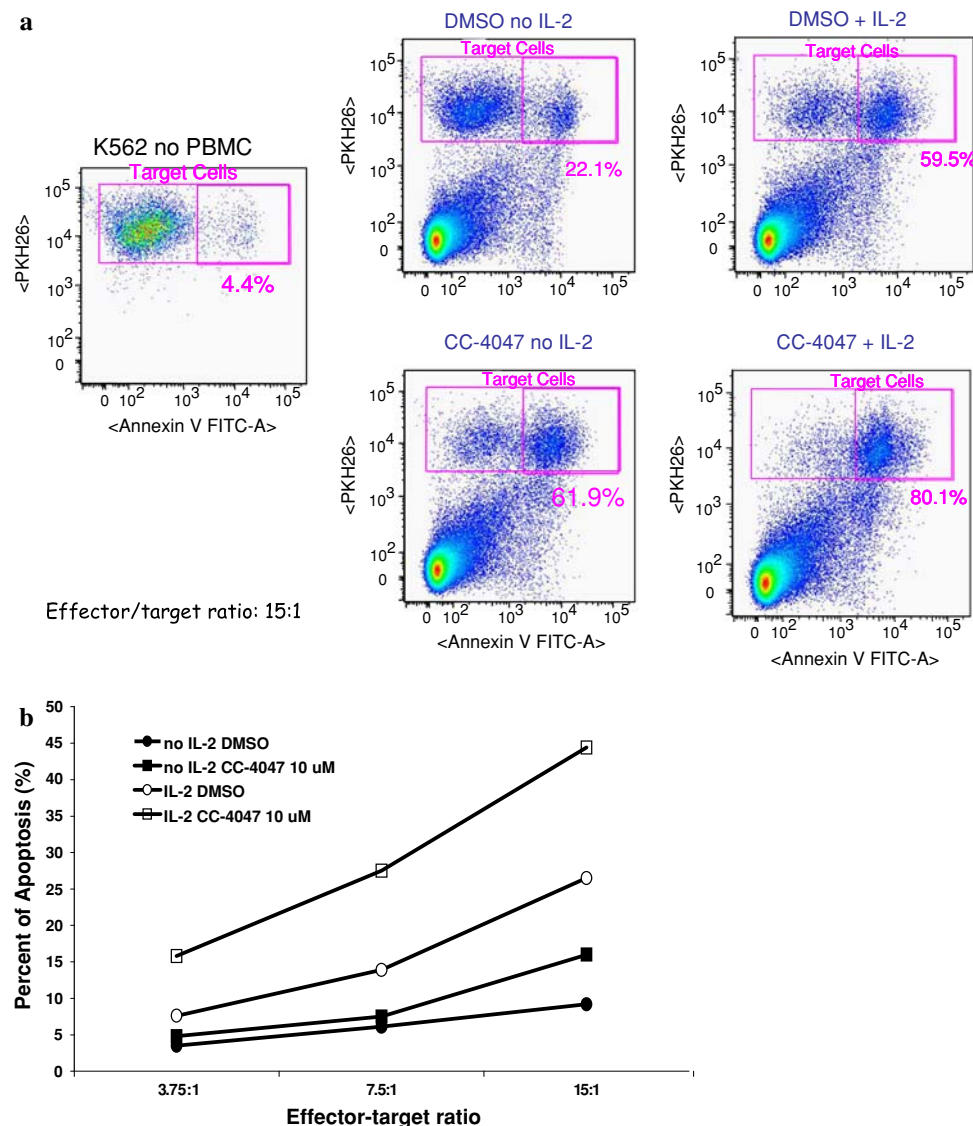 a
DMSO no IL-2
Target Cells
10^5
10^4
10^3
10^2
0
<PKH26>
22.1%
0 10^2 10^3 10^4 10^5
DMSO + IL-2
Target Cells
10^5
10^4
10^3
10^2
0
<PKH26>
59.5%
0 10^2 10^3 10^4 10^5
K562 no PBMC
Target Cells
10^5
10^4
10^3
10^2
0
<PKH26>
4.4%
0 10^2 10^3 10^4 10^5
<Annexin V FITC-A>
CC-4047 no IL-2
Target Cells
10^5
10^4
10^3
10^2
0
<PKH26>
61.9%
0 10^2 10^3 10^4 10^5
<Annexin V FITC-A>
CC-4047 + IL-2
Target Cells
10^5
10^4
10^3
10^2
0
<PKH26>
80.1%
0 10^2 10^3 10^4 10^5
<Annexin V FITC-A>
Effector/target ratio: 15:1
b
50
45
40
35
30
25
20
15
10
5
0
Percent of Apoptosis (%)
no IL-2 DMSO
no IL-2 CC-4047 10 uM
IL-2 DMSO
IL-2 CC-4047 10 uM
3.75:1 7.5:1 15:1
Effector-target ratio